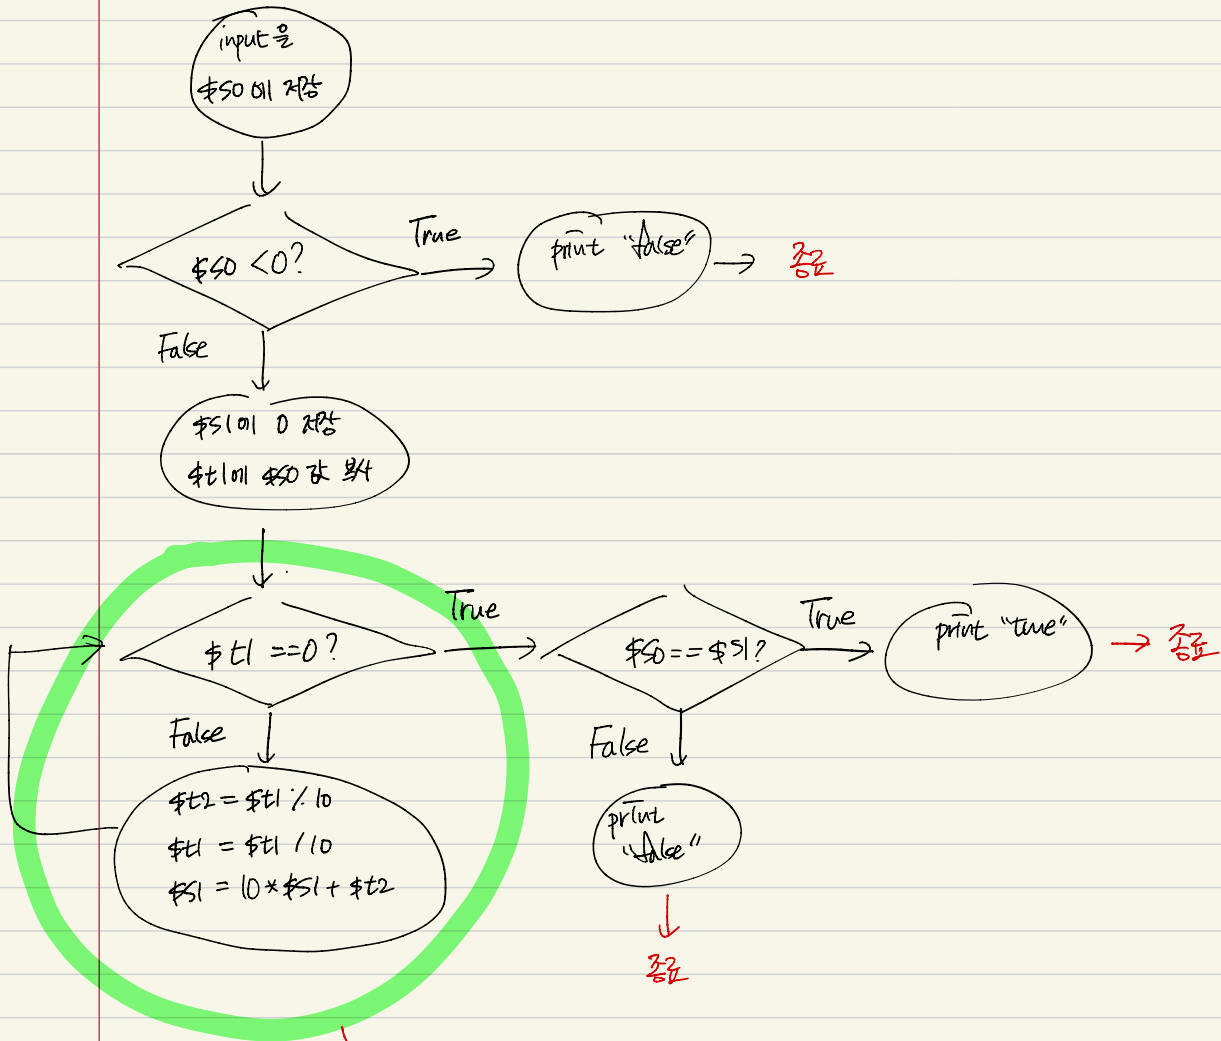 input을
$s0에 저장
$s0 <0?
True
print "false"
종료
False
$s1에 0 저장
$t1에 $s0 값 복사
$t1 ==0?
True
$s0==$s1?
True
print "true"
종료
False
$t2 = $t1 % 10
$t1 = $t1 / 10
$s1 = 10*$s1 + $t2
False
print
"false"
종료